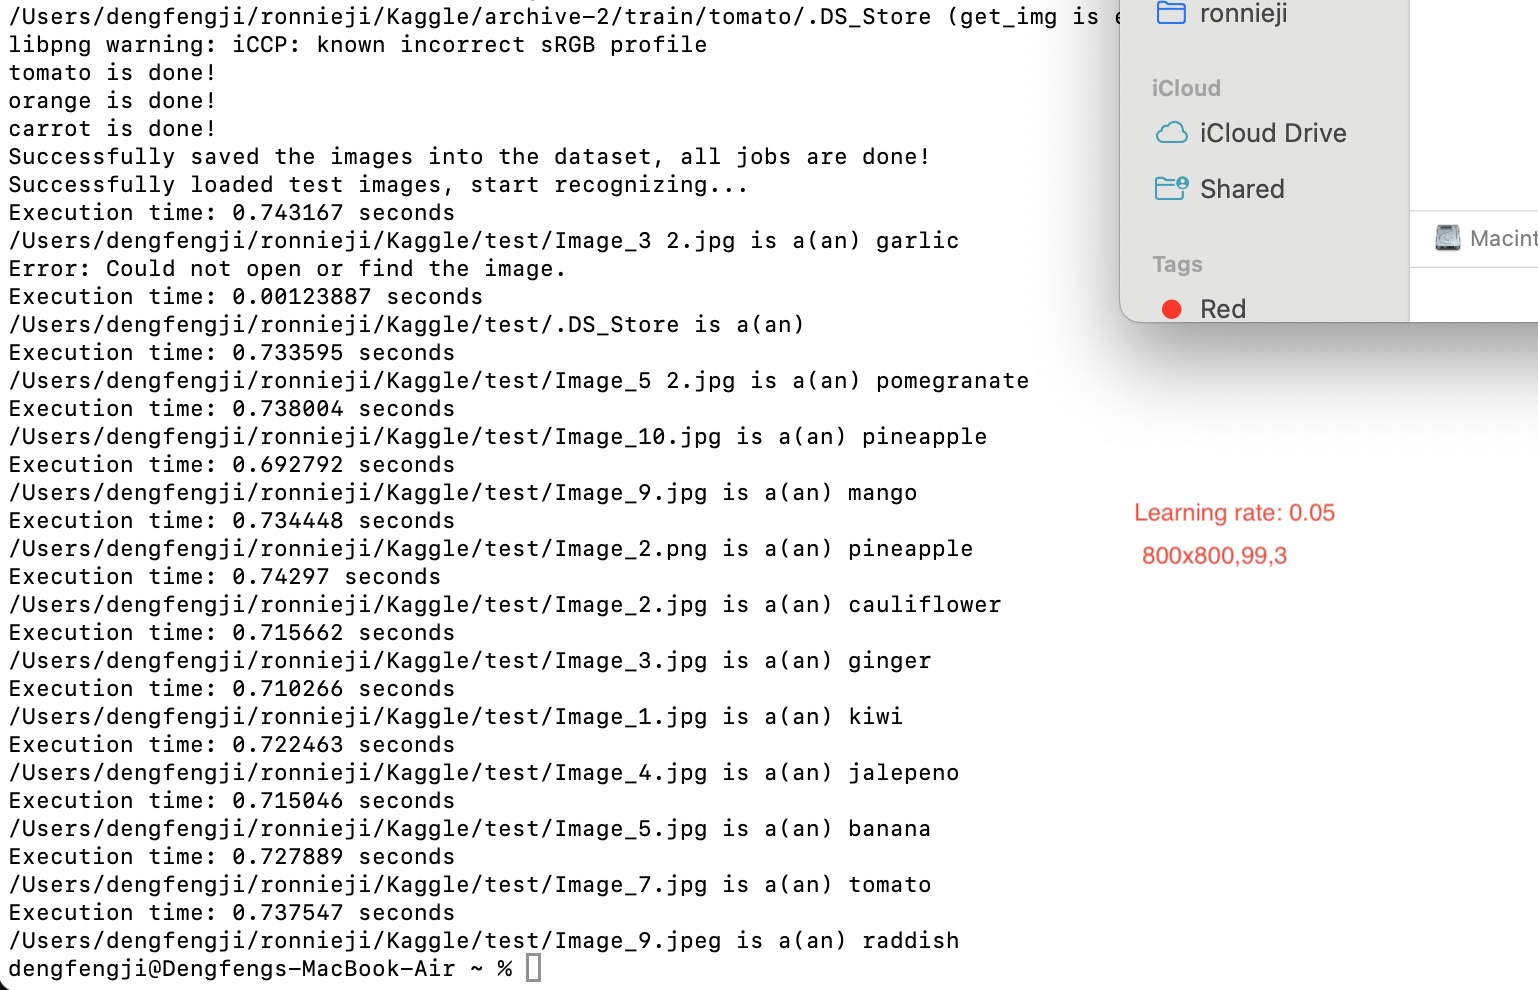 /Users/dengfengji/ronnieji/Kaggle/archive-2/train/tomato/.DS_Store (get_img is
libpng warning: iCCP: known incorrect sRGB profile
tomato is done!
orange is done!
carrot is done!
Successfully saved the images into the dataset, all jobs are done!
Successfully loaded test images, start recognizing...
Execution time: 0.743167 seconds
/Users/dengfengji/ronnieji/Kaggle/test/Image_3 2.jpg is a(an) garlic
Error: Could not open or find the image.
Execution time: 0.00123887 seconds
/Users/dengfengji/ronnieji/Kaggle/test/.DS_Store is a(an)
Execution time: 0.733595 seconds
/Users/dengfengji/ronnieji/Kaggle/test/Image_5 2.jpg is a(an) pomegranate
Execution time: 0.738004 seconds
/Users/dengfengji/ronnieji/Kaggle/test/Image_10.jpg is a(an) pineapple
Execution time: 0.692792 seconds
/Users/dengfengji/ronnieji/Kaggle/test/Image_9.jpg is a(an) mango
Execution time: 0.734448 seconds
/Users/dengfengji/ronnieji/Kaggle/test/Image_2.png is a(an) pineapple
Execution time: 0.74297 seconds
/Users/dengfengji/ronnieji/Kaggle/test/Image_2.jpg is a(an) cauliflower
Execution time: 0.715662 seconds
/Users/dengfengji/ronnieji/Kaggle/test/Image_3.jpg is a(an) ginger
Execution time: 0.710266 seconds
/Users/dengfengji/ronnieji/Kaggle/test/Image_1.jpg is a(an) kiwi
Execution time: 0.722463 seconds
/Users/dengfengji/ronnieji/Kaggle/test/Image_4.jpg is a(an) jalepeno
Execution time: 0.715046 seconds
/Users/dengfengji/ronnieji/Kaggle/test/Image_5.jpg is a(an) banana
Execution time: 0.727889 seconds
/Users/dengfengji/ronnieji/Kaggle/test/Image_7.jpg is a(an) tomato
Execution time: 0.737547 seconds
/Users/dengfengji/ronnieji/Kaggle/test/Image_9.jpeg is a(an) raddish
dengfengji@Dengfengs-MacBook-Air ~ %
ronnieji
iCloud
iCloud Drive
Shared
Tags
Red
Macint
Learning rate: 0.05
800x800,99,3